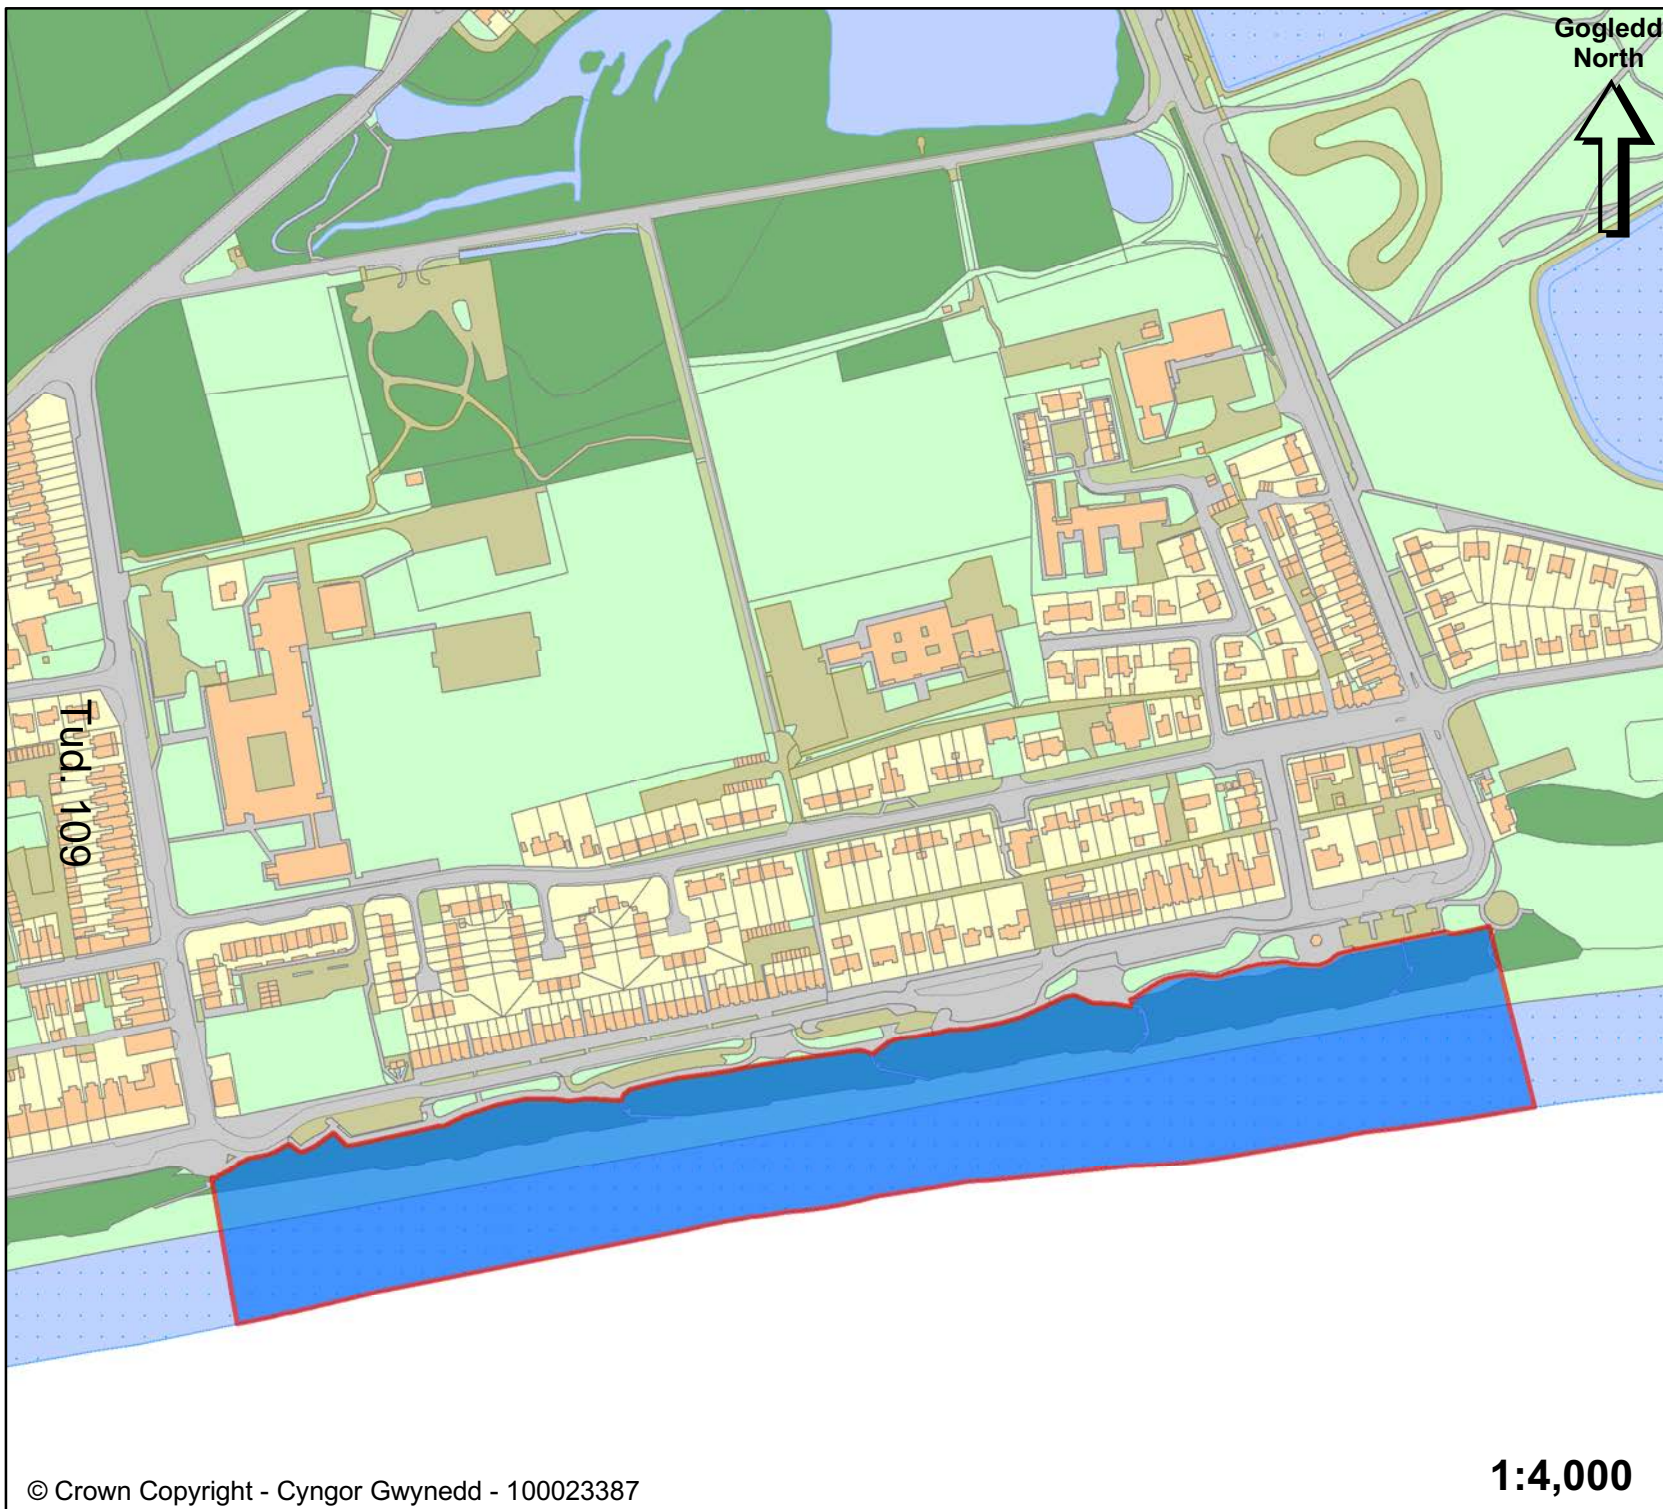 Gogledd
North
Tud. 109
© Crown Copyright - Cyngor Gwynedd - 100023387
1:4,000